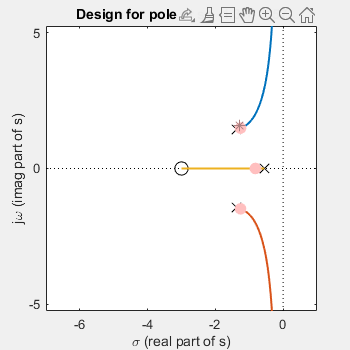 Design for pole
5
0
-5
-6
-4
-2
0
jω (imag part of s)
σ (real part of s)